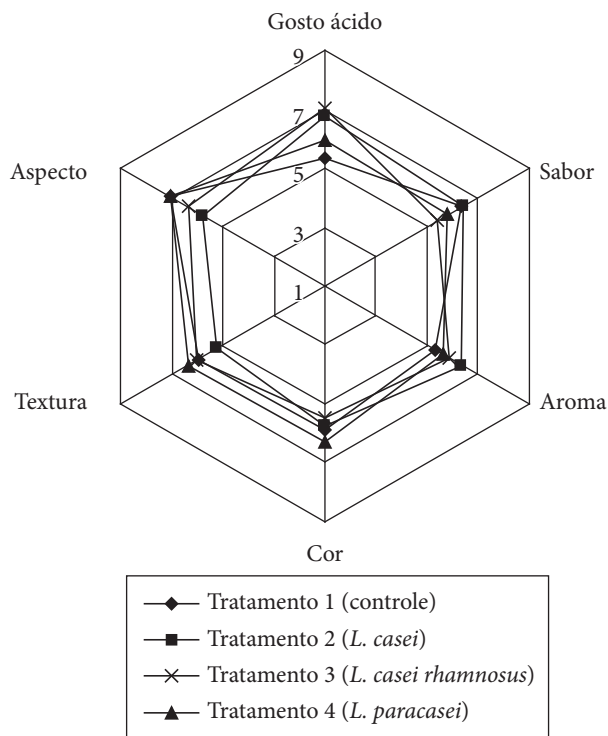 Gosto ácido
9
7
5
3
1
Aspecto
Sabor
Textura
Aroma
Cor
Tratamento 1 (controle)
Tratamento 2 (L. casei)
Tratamento 3 (L. casei rhamnosus)
Tratamento 4 (L. paracasei)